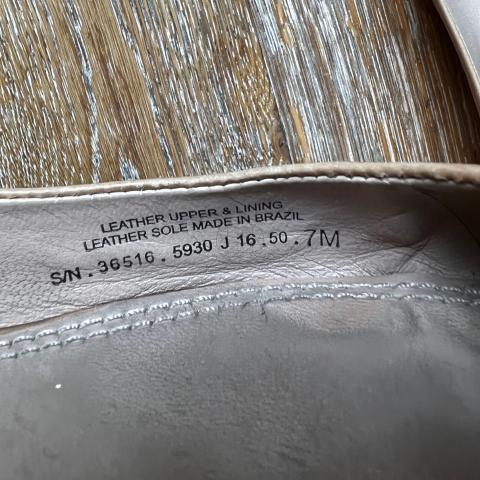 LEATHER UPPER & LINING
LEATHER SOLE MADE IN BRAZIL
S/N . 36516 . 5930 J 16 . 50 . 7M